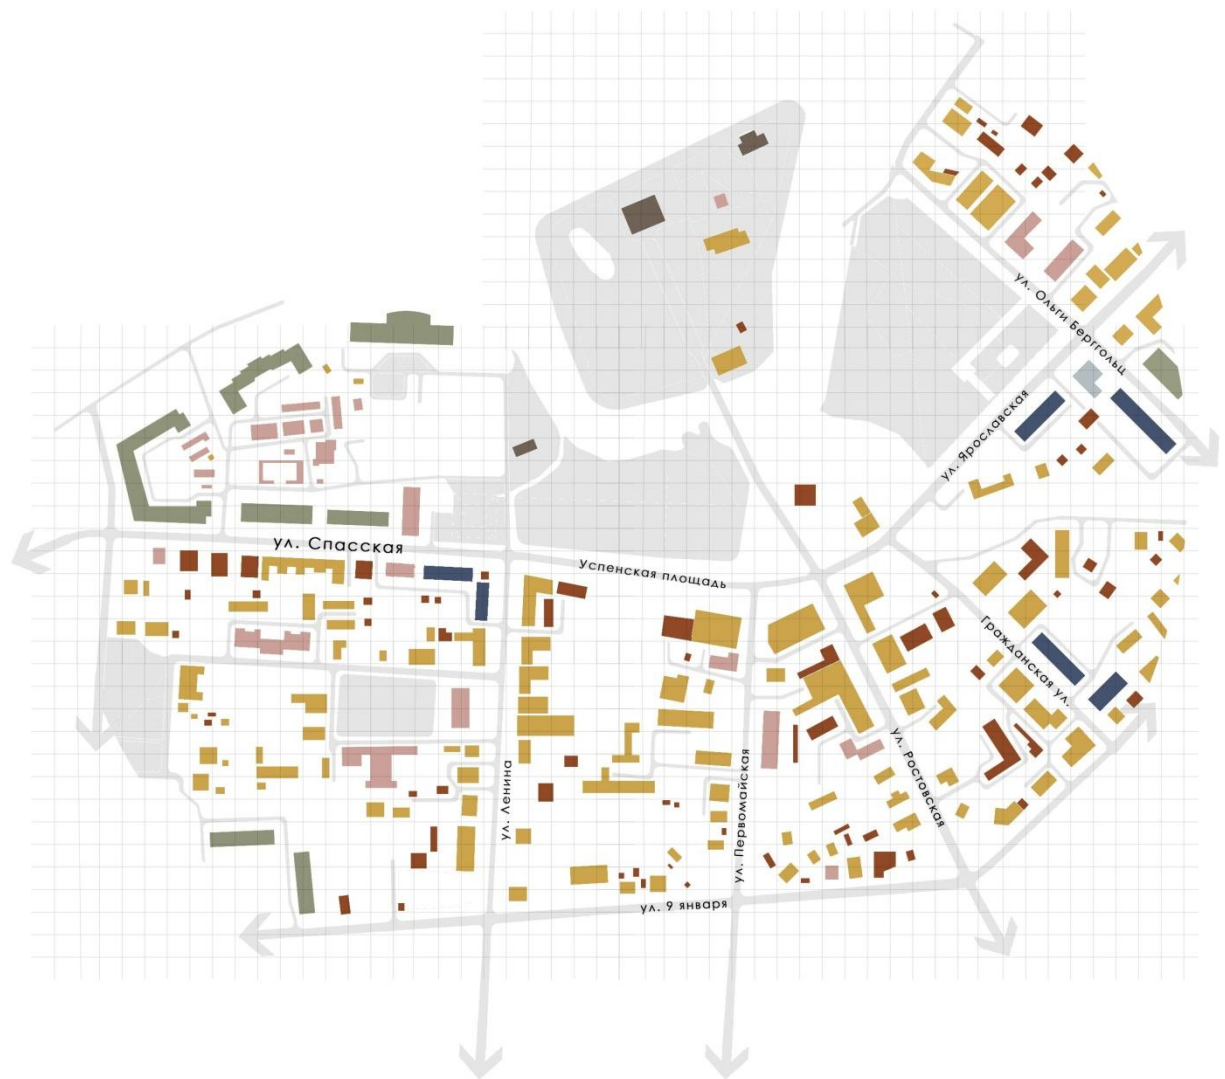 ул. Ольги Берггольц
ул. Ярославская
ул. Спасская
Успенская площадь
Гражданская ул.
ул. Ленина
ул. Первомайская
ул. Ростовская
ул. 9 января